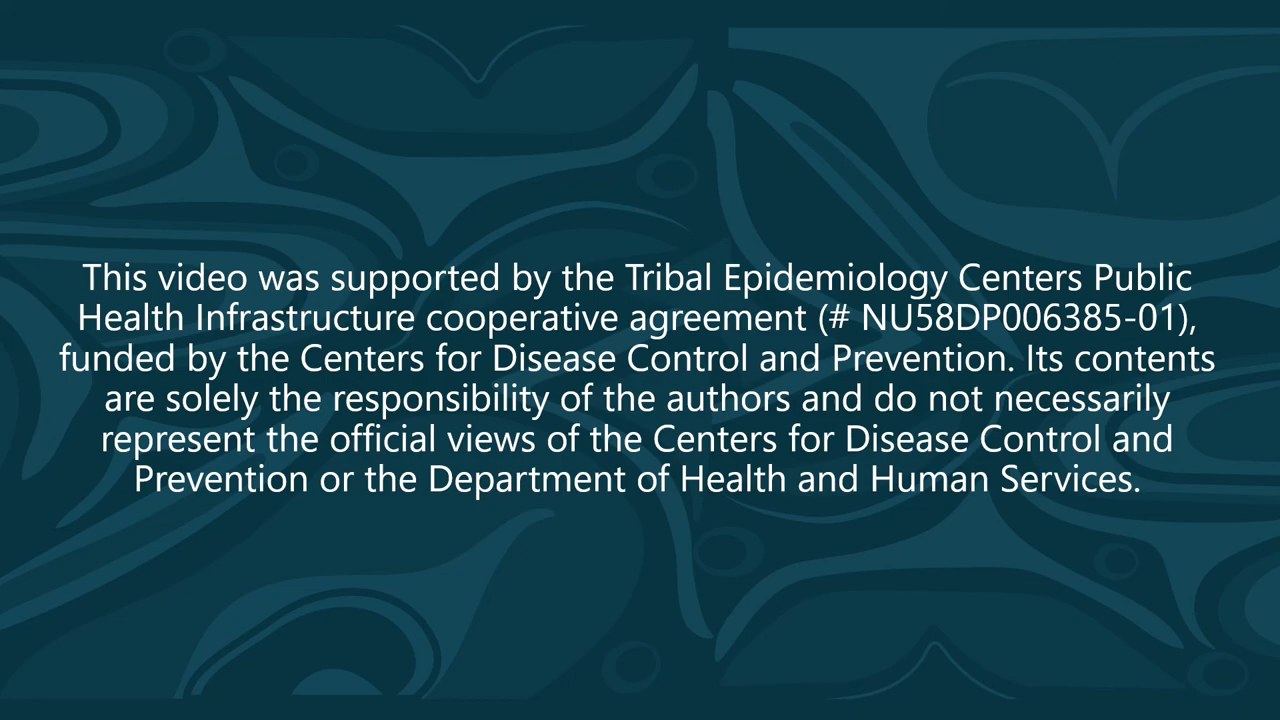 This video was supported by the Tribal Epidemiology Centers Public
Health Infrastructure cooperative agreement (# NU58DP006385-01),
funded by the Centers for Disease Control and Prevention. Its contents
are solely the responsibility of the authors and do not necessarily
represent the official views of the Centers for Disease Control and
Prevention or the Department of Health and Human Services.